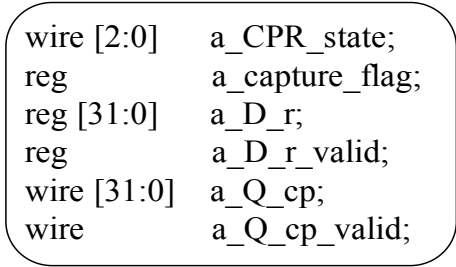 wire [2:0] a_CPR_state;
reg a_capture_flag;
reg [31:0] a_D_r;
reg a_D_r_valid;
wire [31:0] a_Q_cp;
wire a_Q_cp_valid;